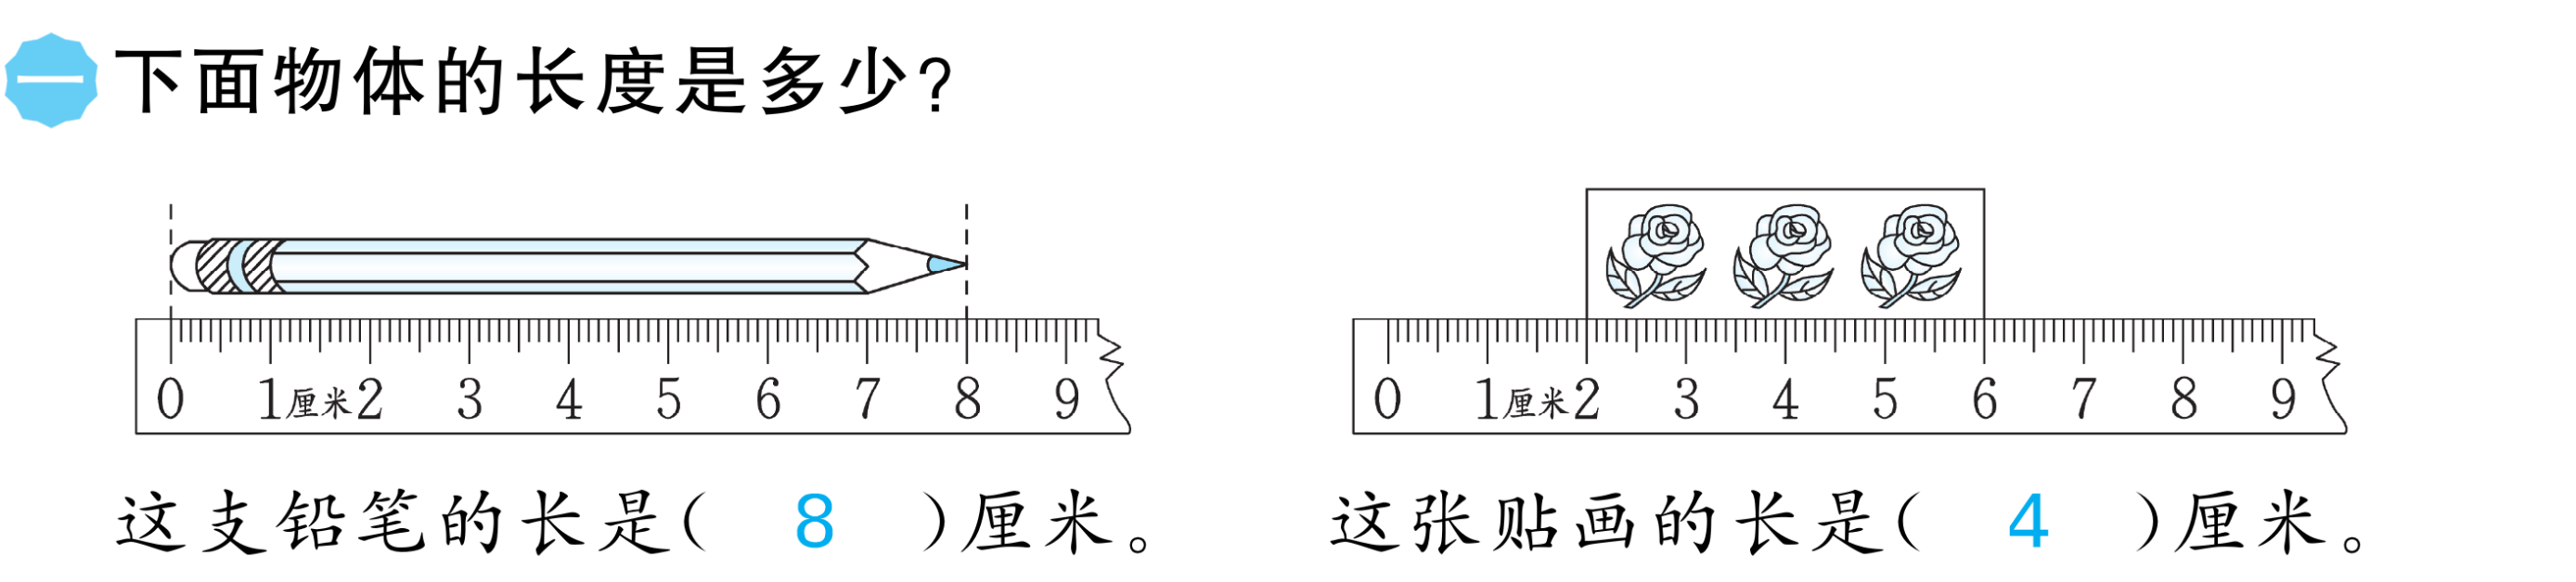 一 下面物体的长度是多少？
0 1厘米2 3 4 5 6 7 8 9
这支铅笔的长是( 8 )厘米。
0 1厘米2 3 4 5 6 7 8 9
这张贴画的长是( 4 )厘米。